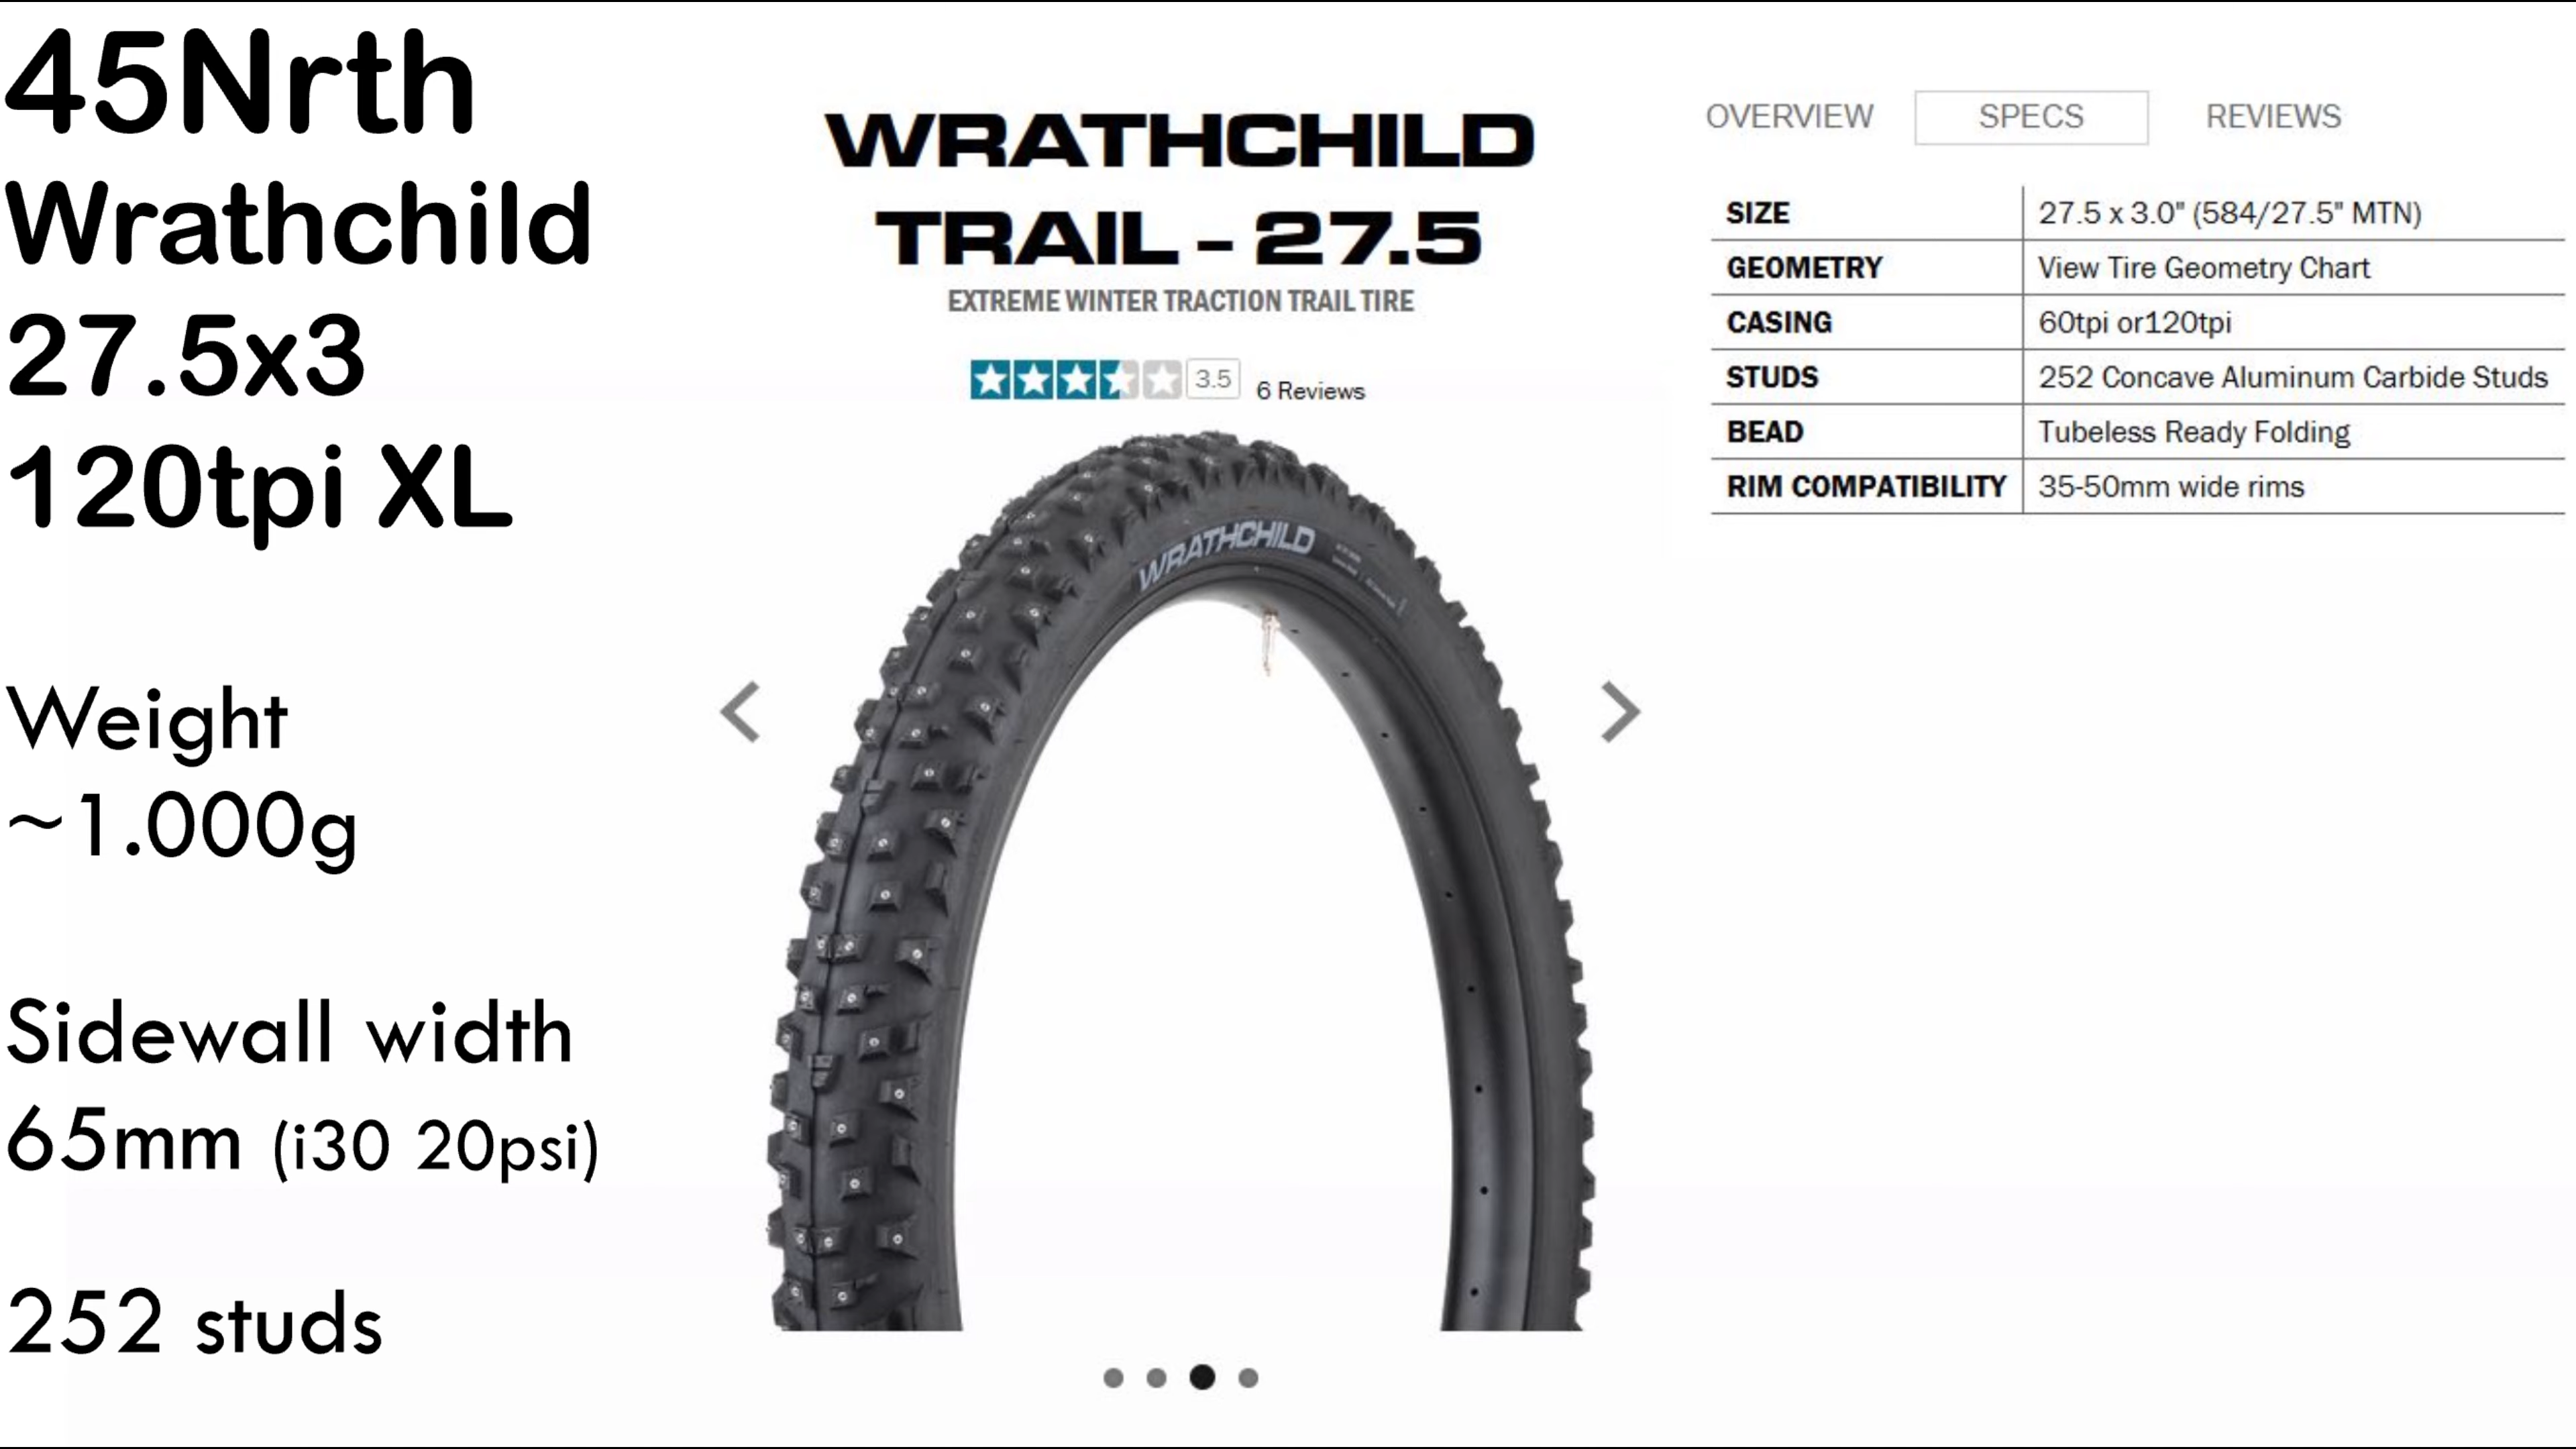 45Nrth
Wrathchild
27.5x3
120tpi XL
Weight
~1.000g
Sidewall width
65mm (i30 20psi)
252 studs
WRATHCHILD
TRAIL - 27.5
EXTREME WINTER TRACTION TRAIL TIRE
3.5 6 Reviews
WRATHCHILD
OVERVIEW SPECS REVIEWS
SIZE 27.5 x 3.0" (584/27.5" MTN)
GEOMETRY View Tire Geometry Chart
CASING 60tpi or120tpi
STUDS 252 Concave Aluminum Carbide Studs
BEAD Tubeless Ready Folding
RIM COMPATIBILITY 35-50mm wide rims